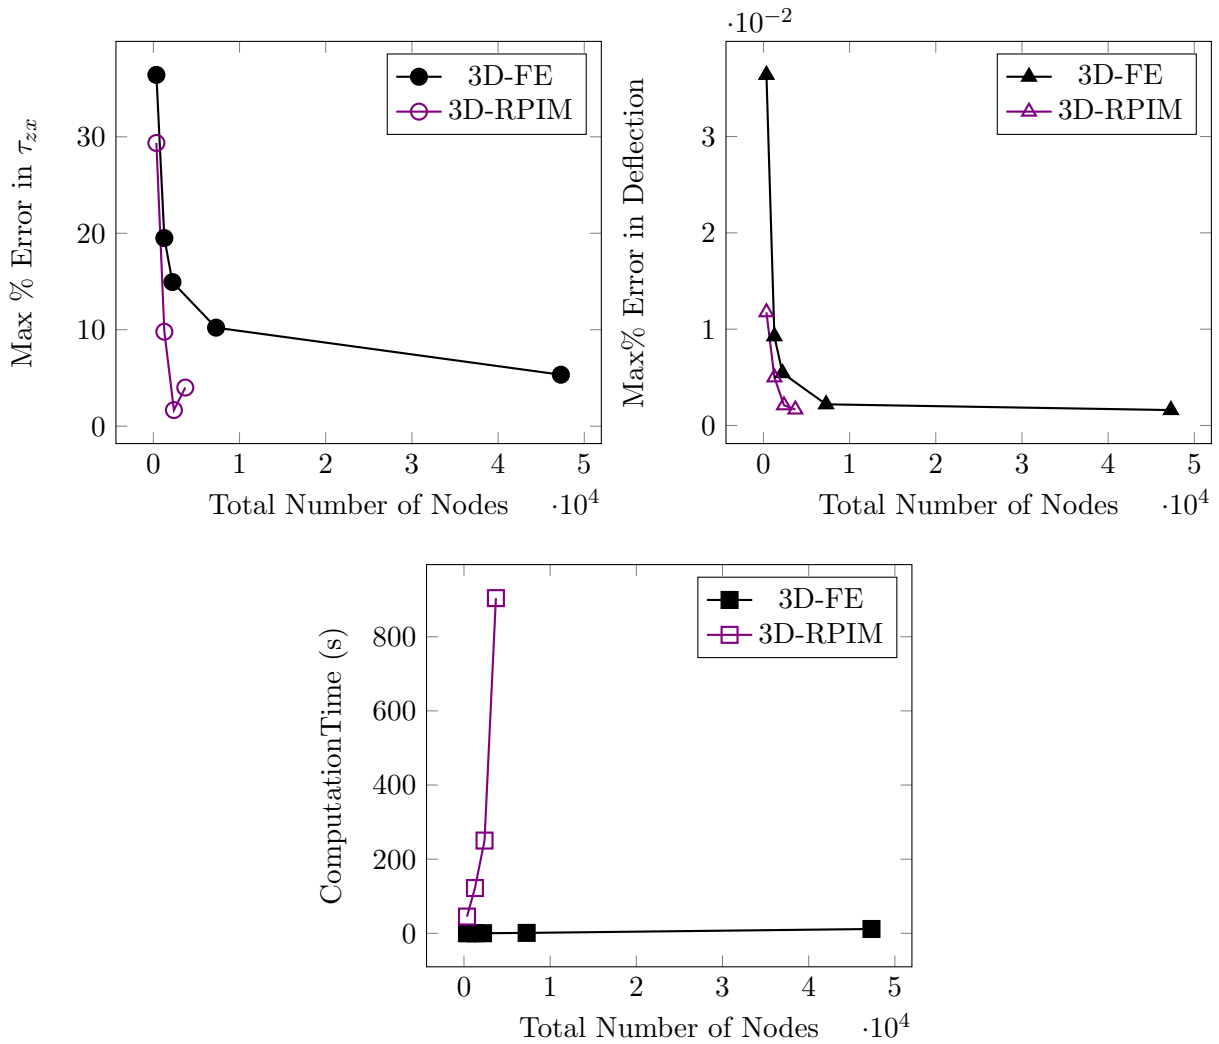 Max % Error in τzx
30
20
10
0
0 1 2 3 4 5
Total Number of Nodes ·10⁴
3D-FE
3D-RPIM
·10⁻²
Max% Error in Deflection
3
2
1
0
0 1 2 3 4 5
Total Number of Nodes ·10⁴
3D-FE
3D-RPIM
ComputationTime (s)
800
600
400
200
0
0 1 2 3 4 5
Total Number of Nodes ·10⁴
3D-FE
3D-RPIM